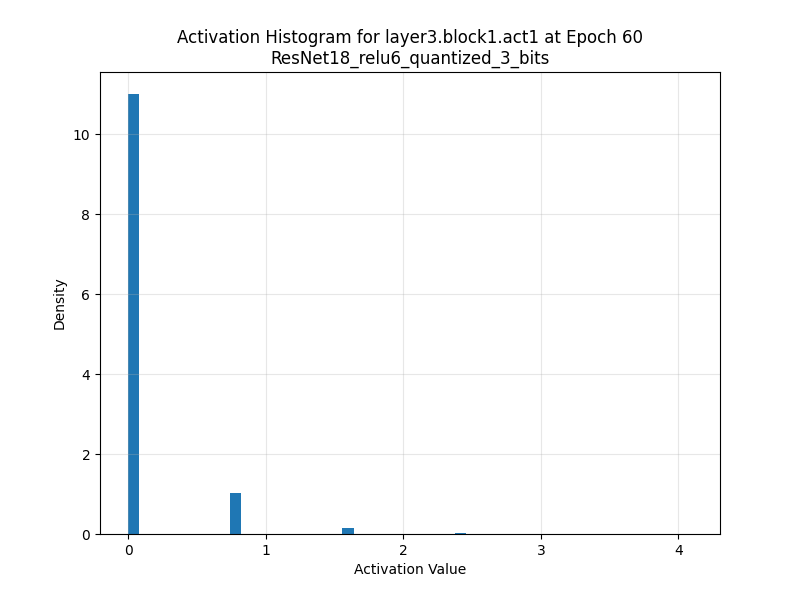 Activation Histogram for layer3.block1.act1 at Epoch 60
ResNet18_relu6_quantized_3_bits
10
8
6
4
2
0
Density
0 1 2 3 4
Activation Value